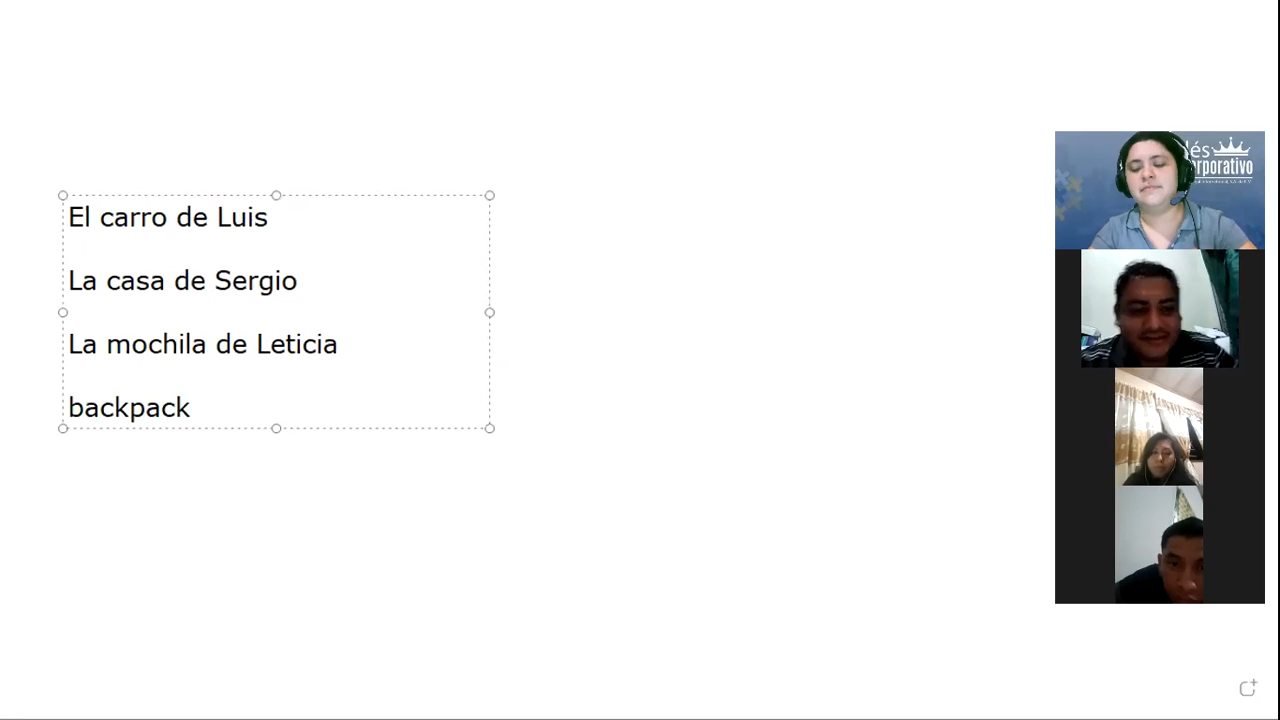 El carro de Luis
La casa de Sergio
La mochila de Leticia
backpack